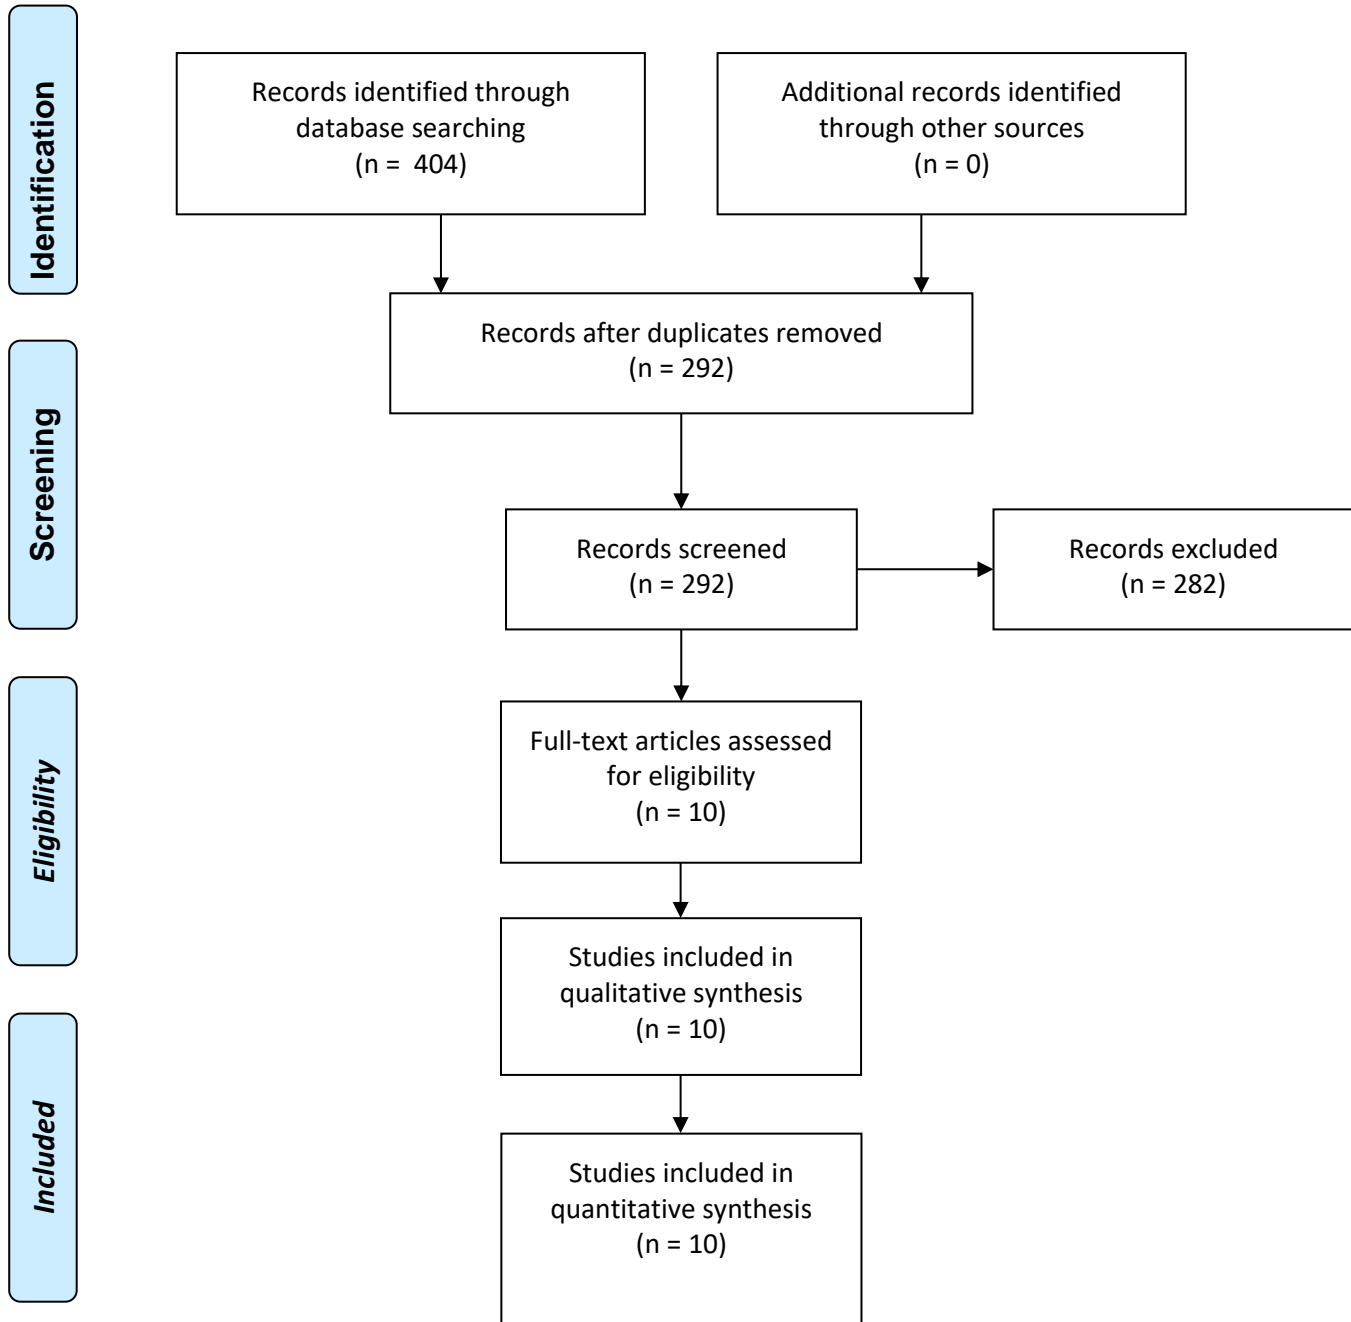 Identification
Records identified through
database searching
(n =  404)
Additional records identified
through other sources
(n = 0)
Records after duplicates removed
(n = 292)
Screening
Records screened
(n = 292)
Records excluded
(n = 282)
Eligibility
Full-text articles assessed
for eligibility
(n = 10)
Studies included in
qualitative synthesis
(n = 10)
Included
Studies included in
quantitative synthesis
(n = 10)